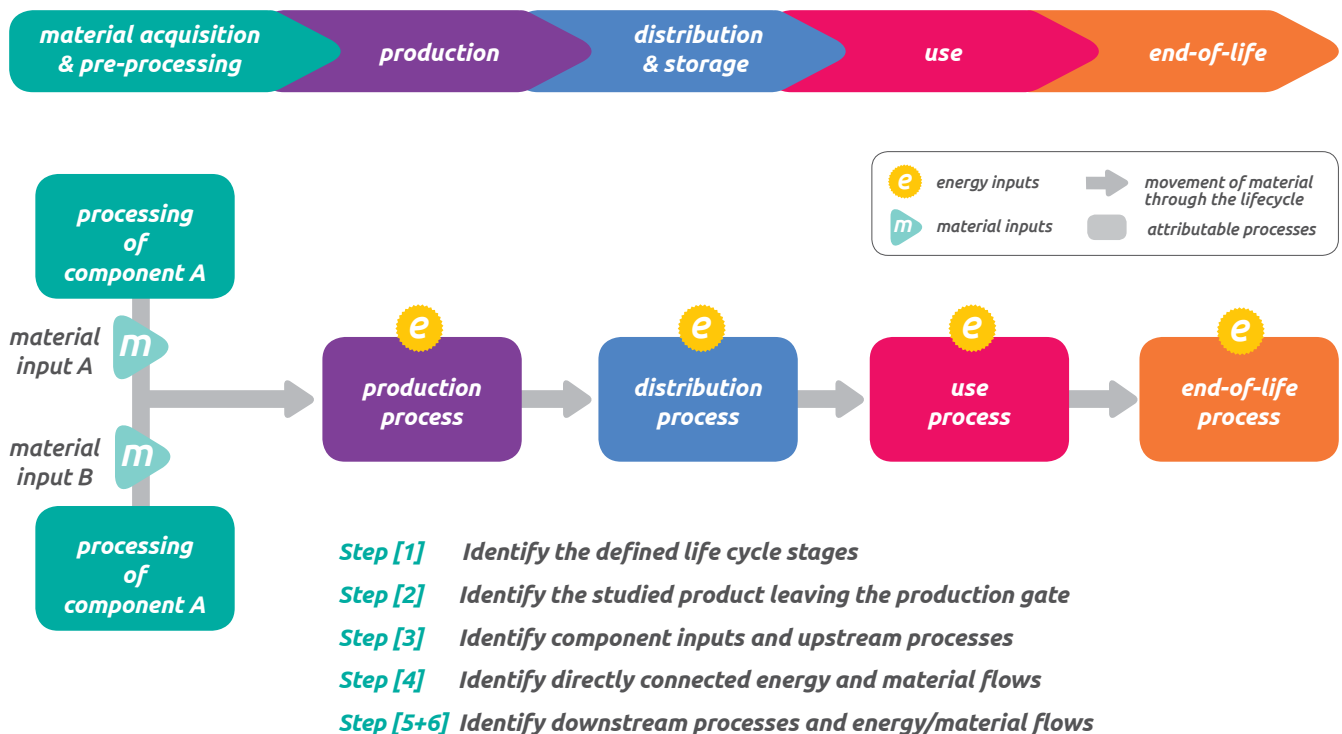 material acquisition
& pre-processing
production
distribution
& storage
use
end-of-life
e energy inputs
movement of material
through the lifecycle
m material inputs
attributable processes
processing
of
component A
material
input A
m
material
input B
m
processing
of
component A
e
production
process
e
distribution
process
e
use
process
e
end-of-life
process
Step [1] Identify the defined life cycle stages
Step [2] Identify the studied product leaving the production gate
Step [3] Identify component inputs and upstream processes
Step [4] Identify directly connected energy and material flows
Step [5+6] Identify downstream processes and energy/material flows